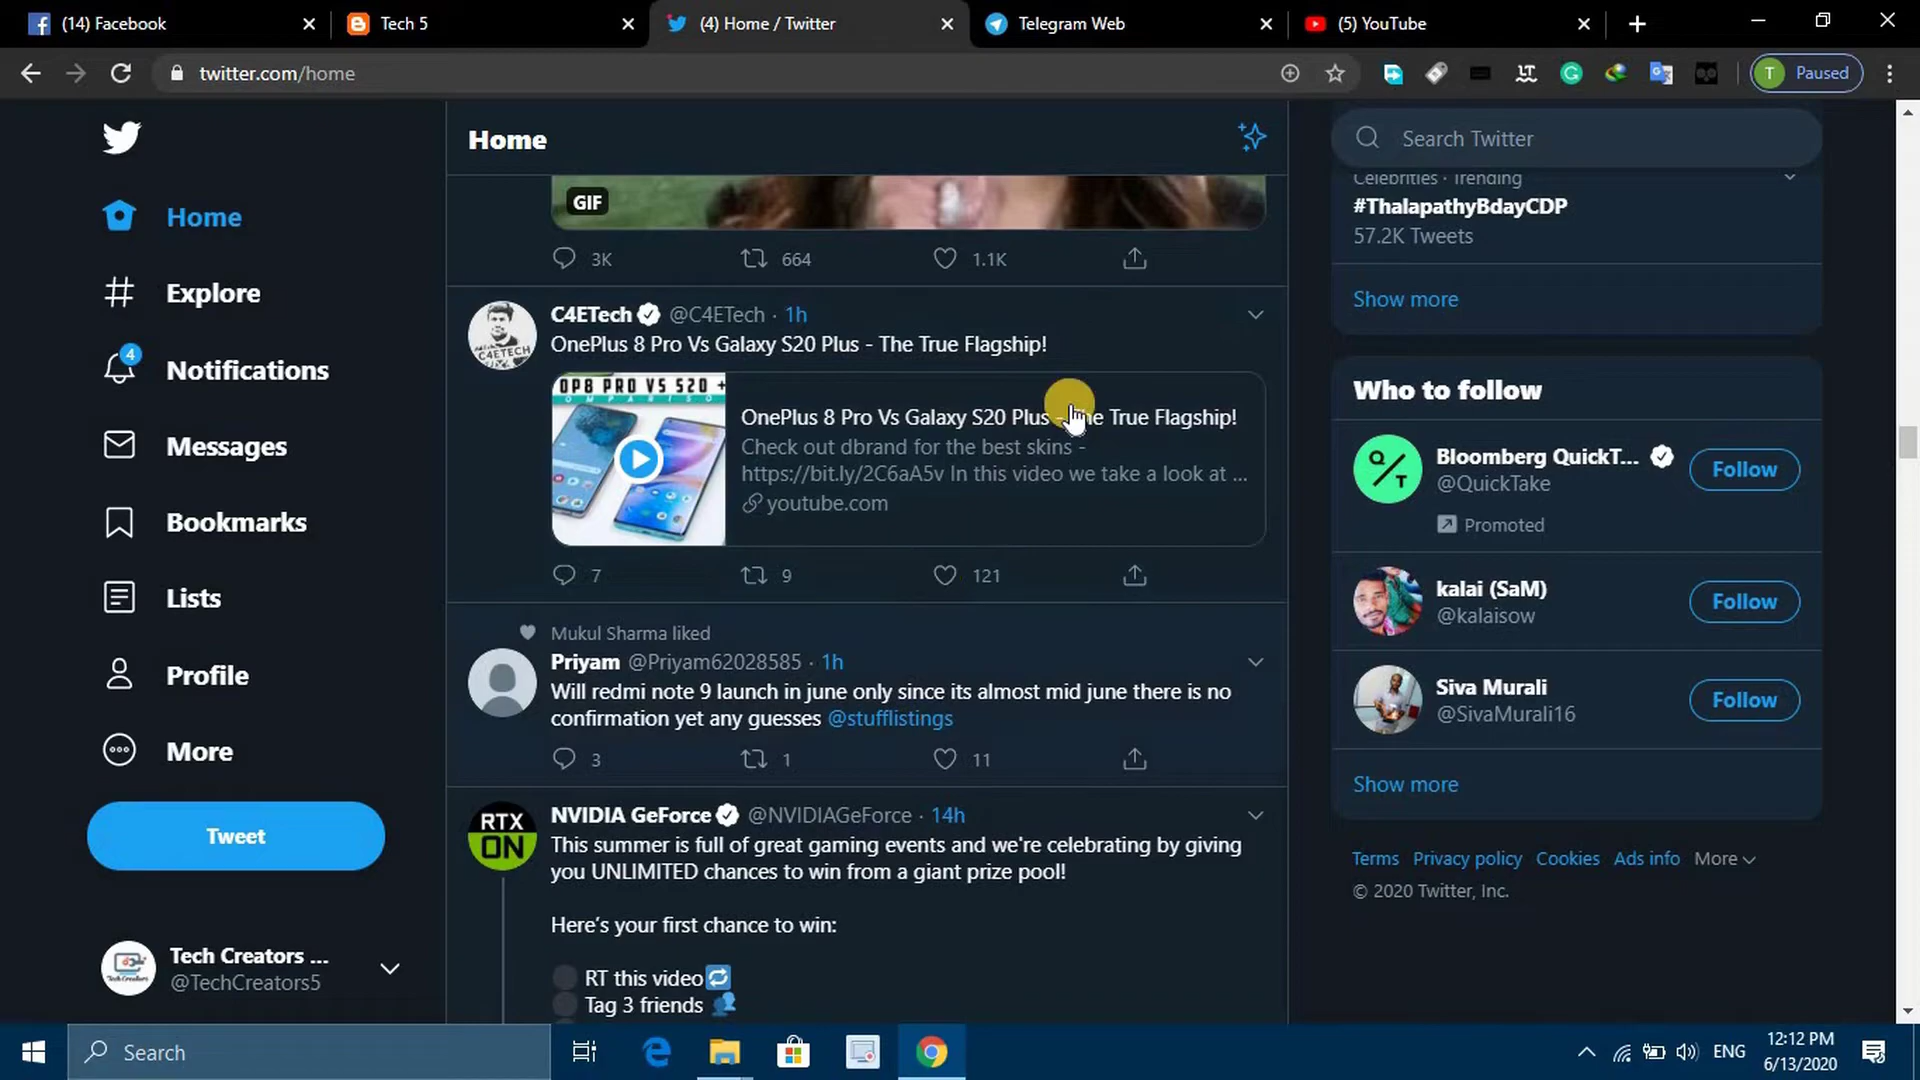 (14) Facebook
Tech 5
(4) Home / Twitter
Telegram Web
(5) YouTube
twitter.com/home
T Paused
Home
Explore
4
Notifications
Messages
Bookmarks
Lists
Profile
More
Tweet
Tech Creators ...
@TechCreators5
Home
GIF
3K 664 1.1K
C4ETECH
C4ETech @C4ETech · 1h
OnePlus 8 Pro Vs Galaxy S20 Plus - The True Flagship!
OP8 PRO VS S20 +
OnePlus 8 Pro Vs Galaxy S20 Plus - The True Flagship!
Check out dbrand for the best skins -
https://bit.ly/2C6aA5v In this video we take a look at ...
youtube.com
7 9 121
Mukul Sharma liked
Priyam @Priyam62028585 · 1h
Will redmi note 9 launch in june only since its almost mid june there is no
confirmation yet any guesses @stufflistings
3 1 11
RTX
ON
NVIDIA GeForce @NVIDIAGeForce · 14h
This summer is full of great gaming events and we're celebrating by giving
you UNLIMITED chances to win from a giant prize pool!
Here's your first chance to win:
RT this video
Tag 3 friends
Search Twitter
Celebrities · Trending
#ThalapathyBdayCDP
57.2K Tweets
Show more
Who to follow
Q/T
Bloomberg QuickT...
@QuickTake
Promoted
Follow
kalai (SaM)
@kalaisow
Follow
Siva Murali
@SivaMurali16
Follow
Show more
Terms Privacy policy Cookies Ads info More
© 2020 Twitter, Inc.
Search
ENG
12:12 PM
6/13/2020